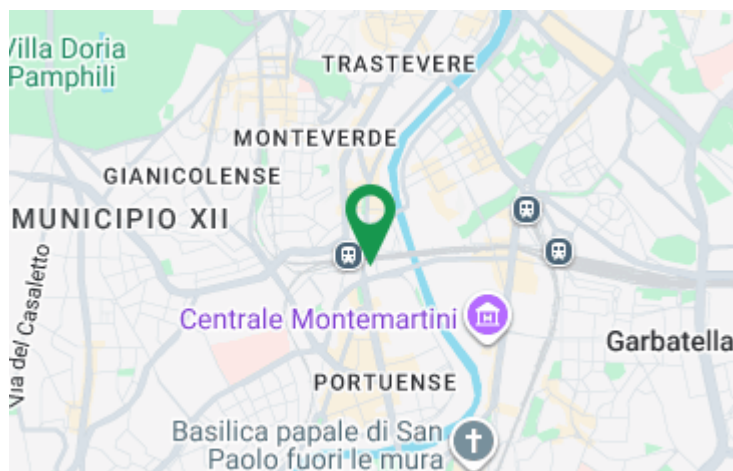 Villa Doria
Pamphili
TRASTEVERE
MONTEVERDE
GIANICOLENSE
MUNICIPIO XII
Via del Casaletto
Centrale Montemartini
Garbatella
PORTUENSE
Basilica papale di San
Paolo fuori le mura